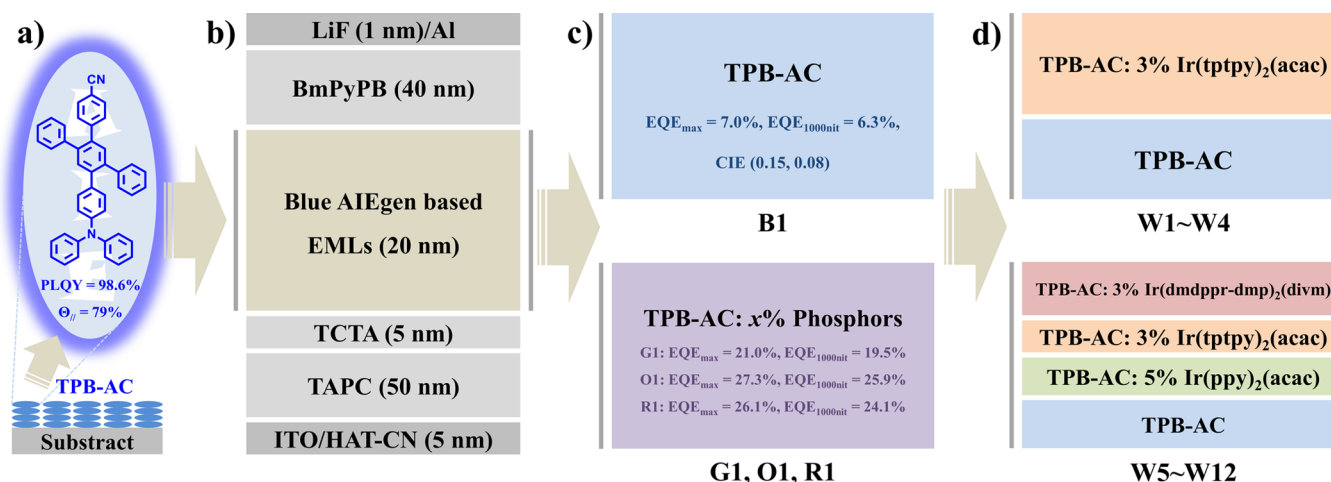 a)
CN
N
PLQY = 98.6%
Θ// = 79%
TPB-AC
Substract
b)
LiF (1 nm)/Al
BmPyPB (40 nm)
Blue AIEgen based
EMLs (20 nm)
TCTA (5 nm)
TAPC (50 nm)
ITO/HAT-CN (5 nm)
c)
TPB-AC
EQEmax = 7.0%, EQE1000nit = 6.3%,
CIE (0.15, 0.08)
B1
TPB-AC: x% Phosphors
G1: EQEmax = 21.0%, EQE1000nit = 19.5%
O1: EQEmax = 27.3%, EQE1000nit = 25.9%
R1: EQEmax = 26.1%, EQE1000nit = 24.1%
G1, O1, R1
d)
TPB-AC: 3% Ir(tptpy)2(acac)
TPB-AC
W1~W4
TPB-AC: 3% Ir(dmdppr-dmp)2(divm)
TPB-AC: 3% Ir(tptpy)2(acac)
TPB-AC: 5% Ir(ppy)2(acac)
TPB-AC
W5~W12